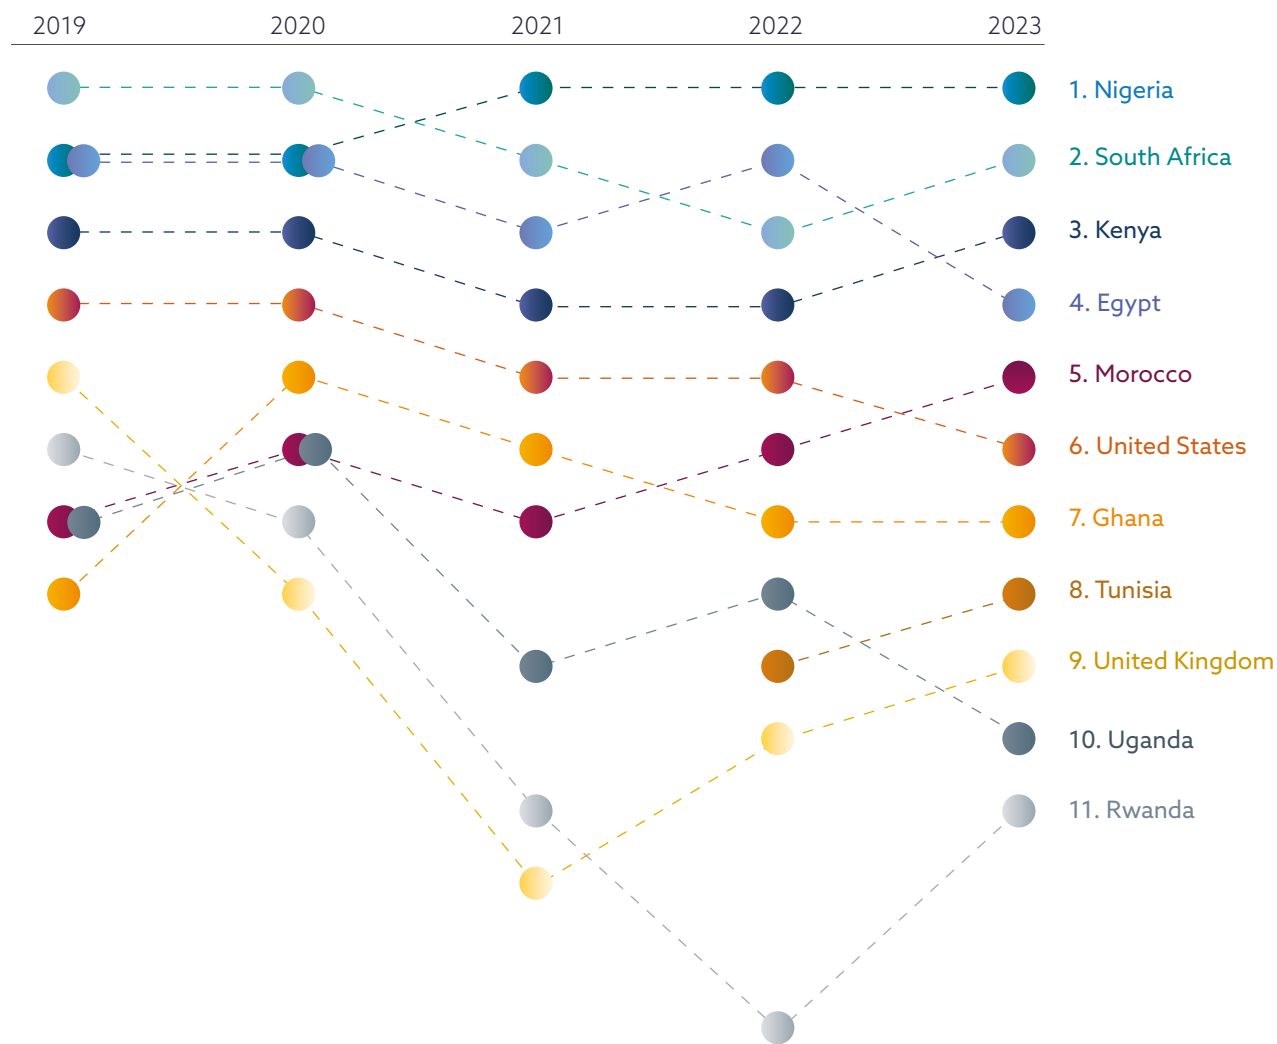 2019 2020 2021 2022 2023
1. Nigeria
2. South Africa
3. Kenya
4. Egypt
5. Morocco
6. United States
7. Ghana
8. Tunisia
9. United Kingdom
10. Uganda
11. Rwanda